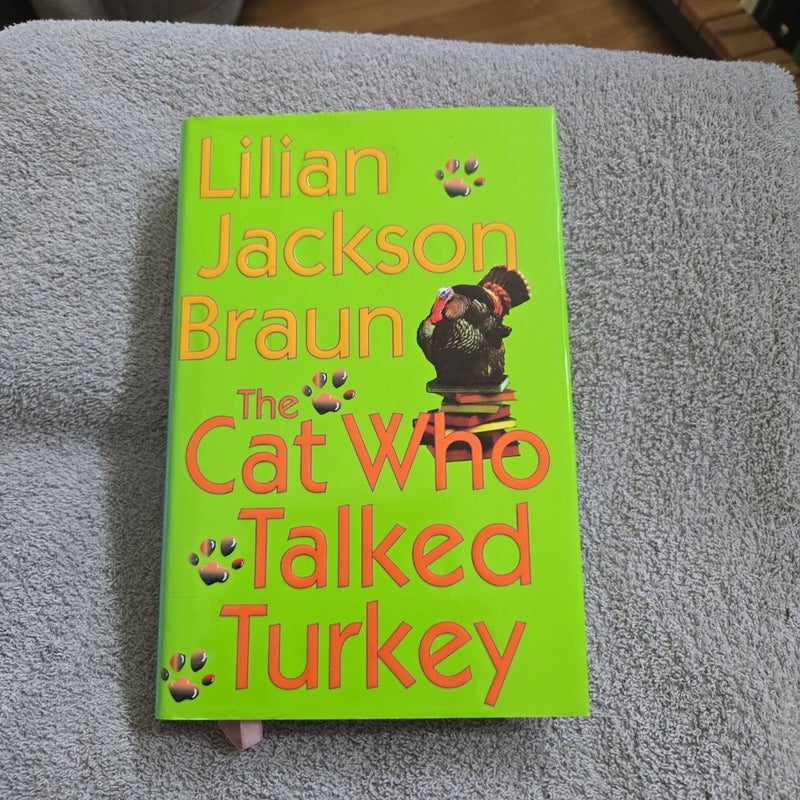 Lilian
Jackson
Braun
The
Cat Who
Talked
Turkey